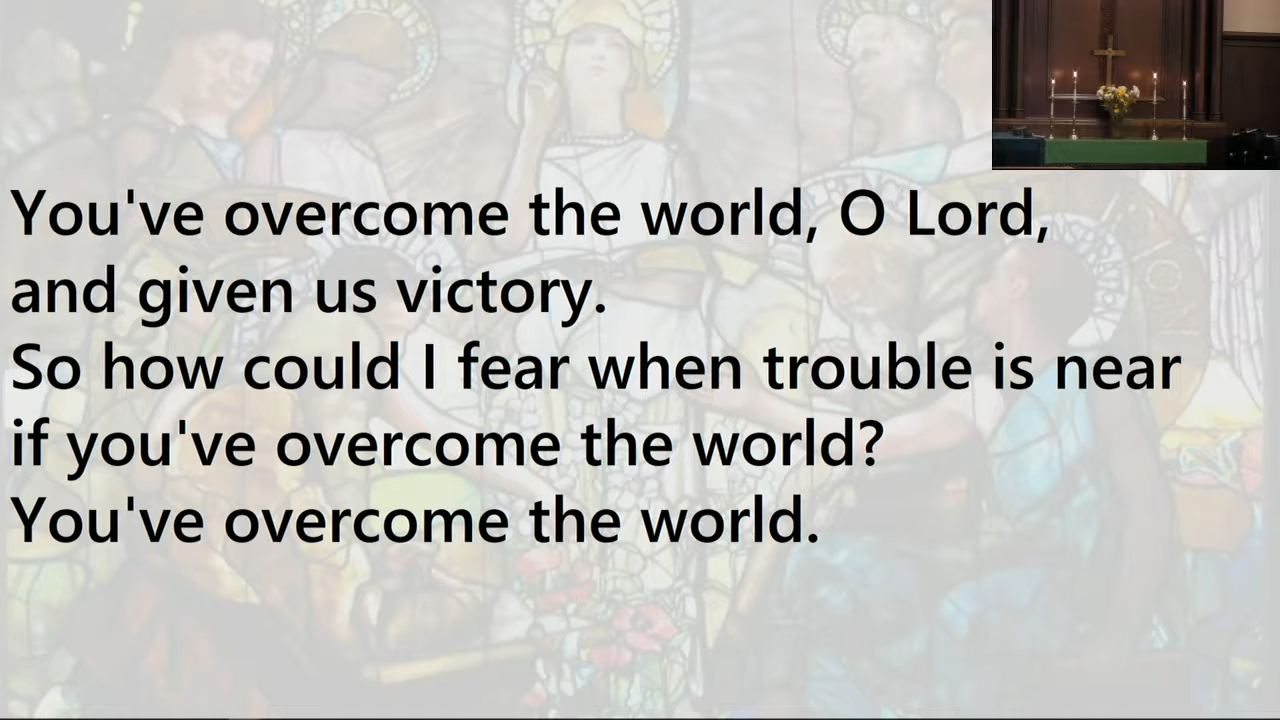 You've overcome the world, O Lord,
and given us victory.
So how could I fear when trouble is near
if you've overcome the world?
You've overcome the world.